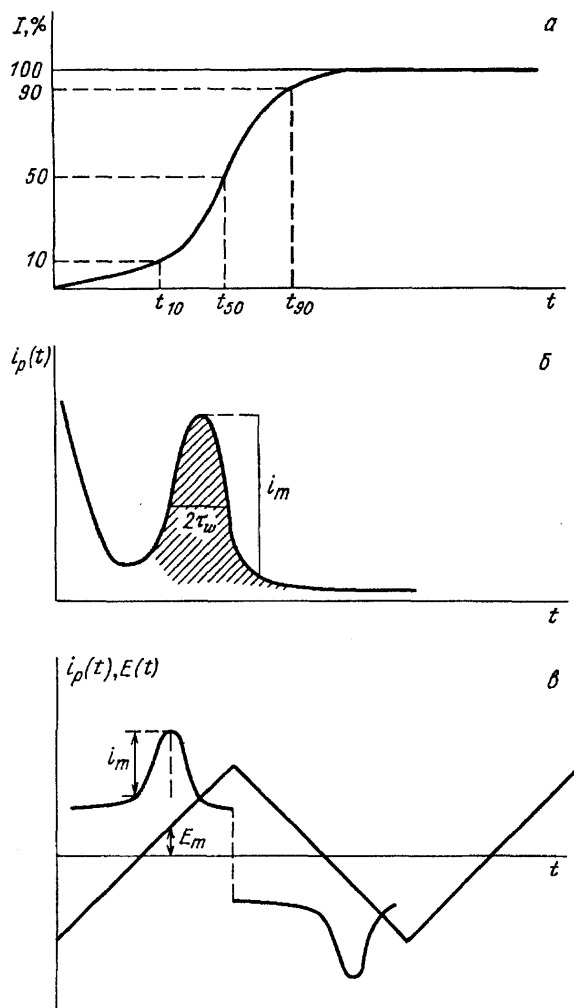 I,%
а
100
90
50
10
t10
t50
t90
t
ip(t)
б
im
2τw
t
ip(t), E(t)
в
im
Em
t